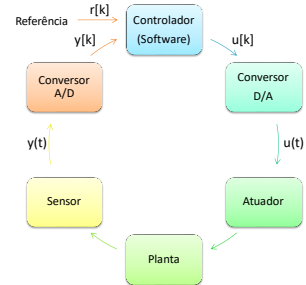 r[k]
Referência
Controlador
(Software)
y[k]
u[k]
Conversor
A/D
Conversor
D/A
y(t)
u(t)
Sensor
Atuador
Planta